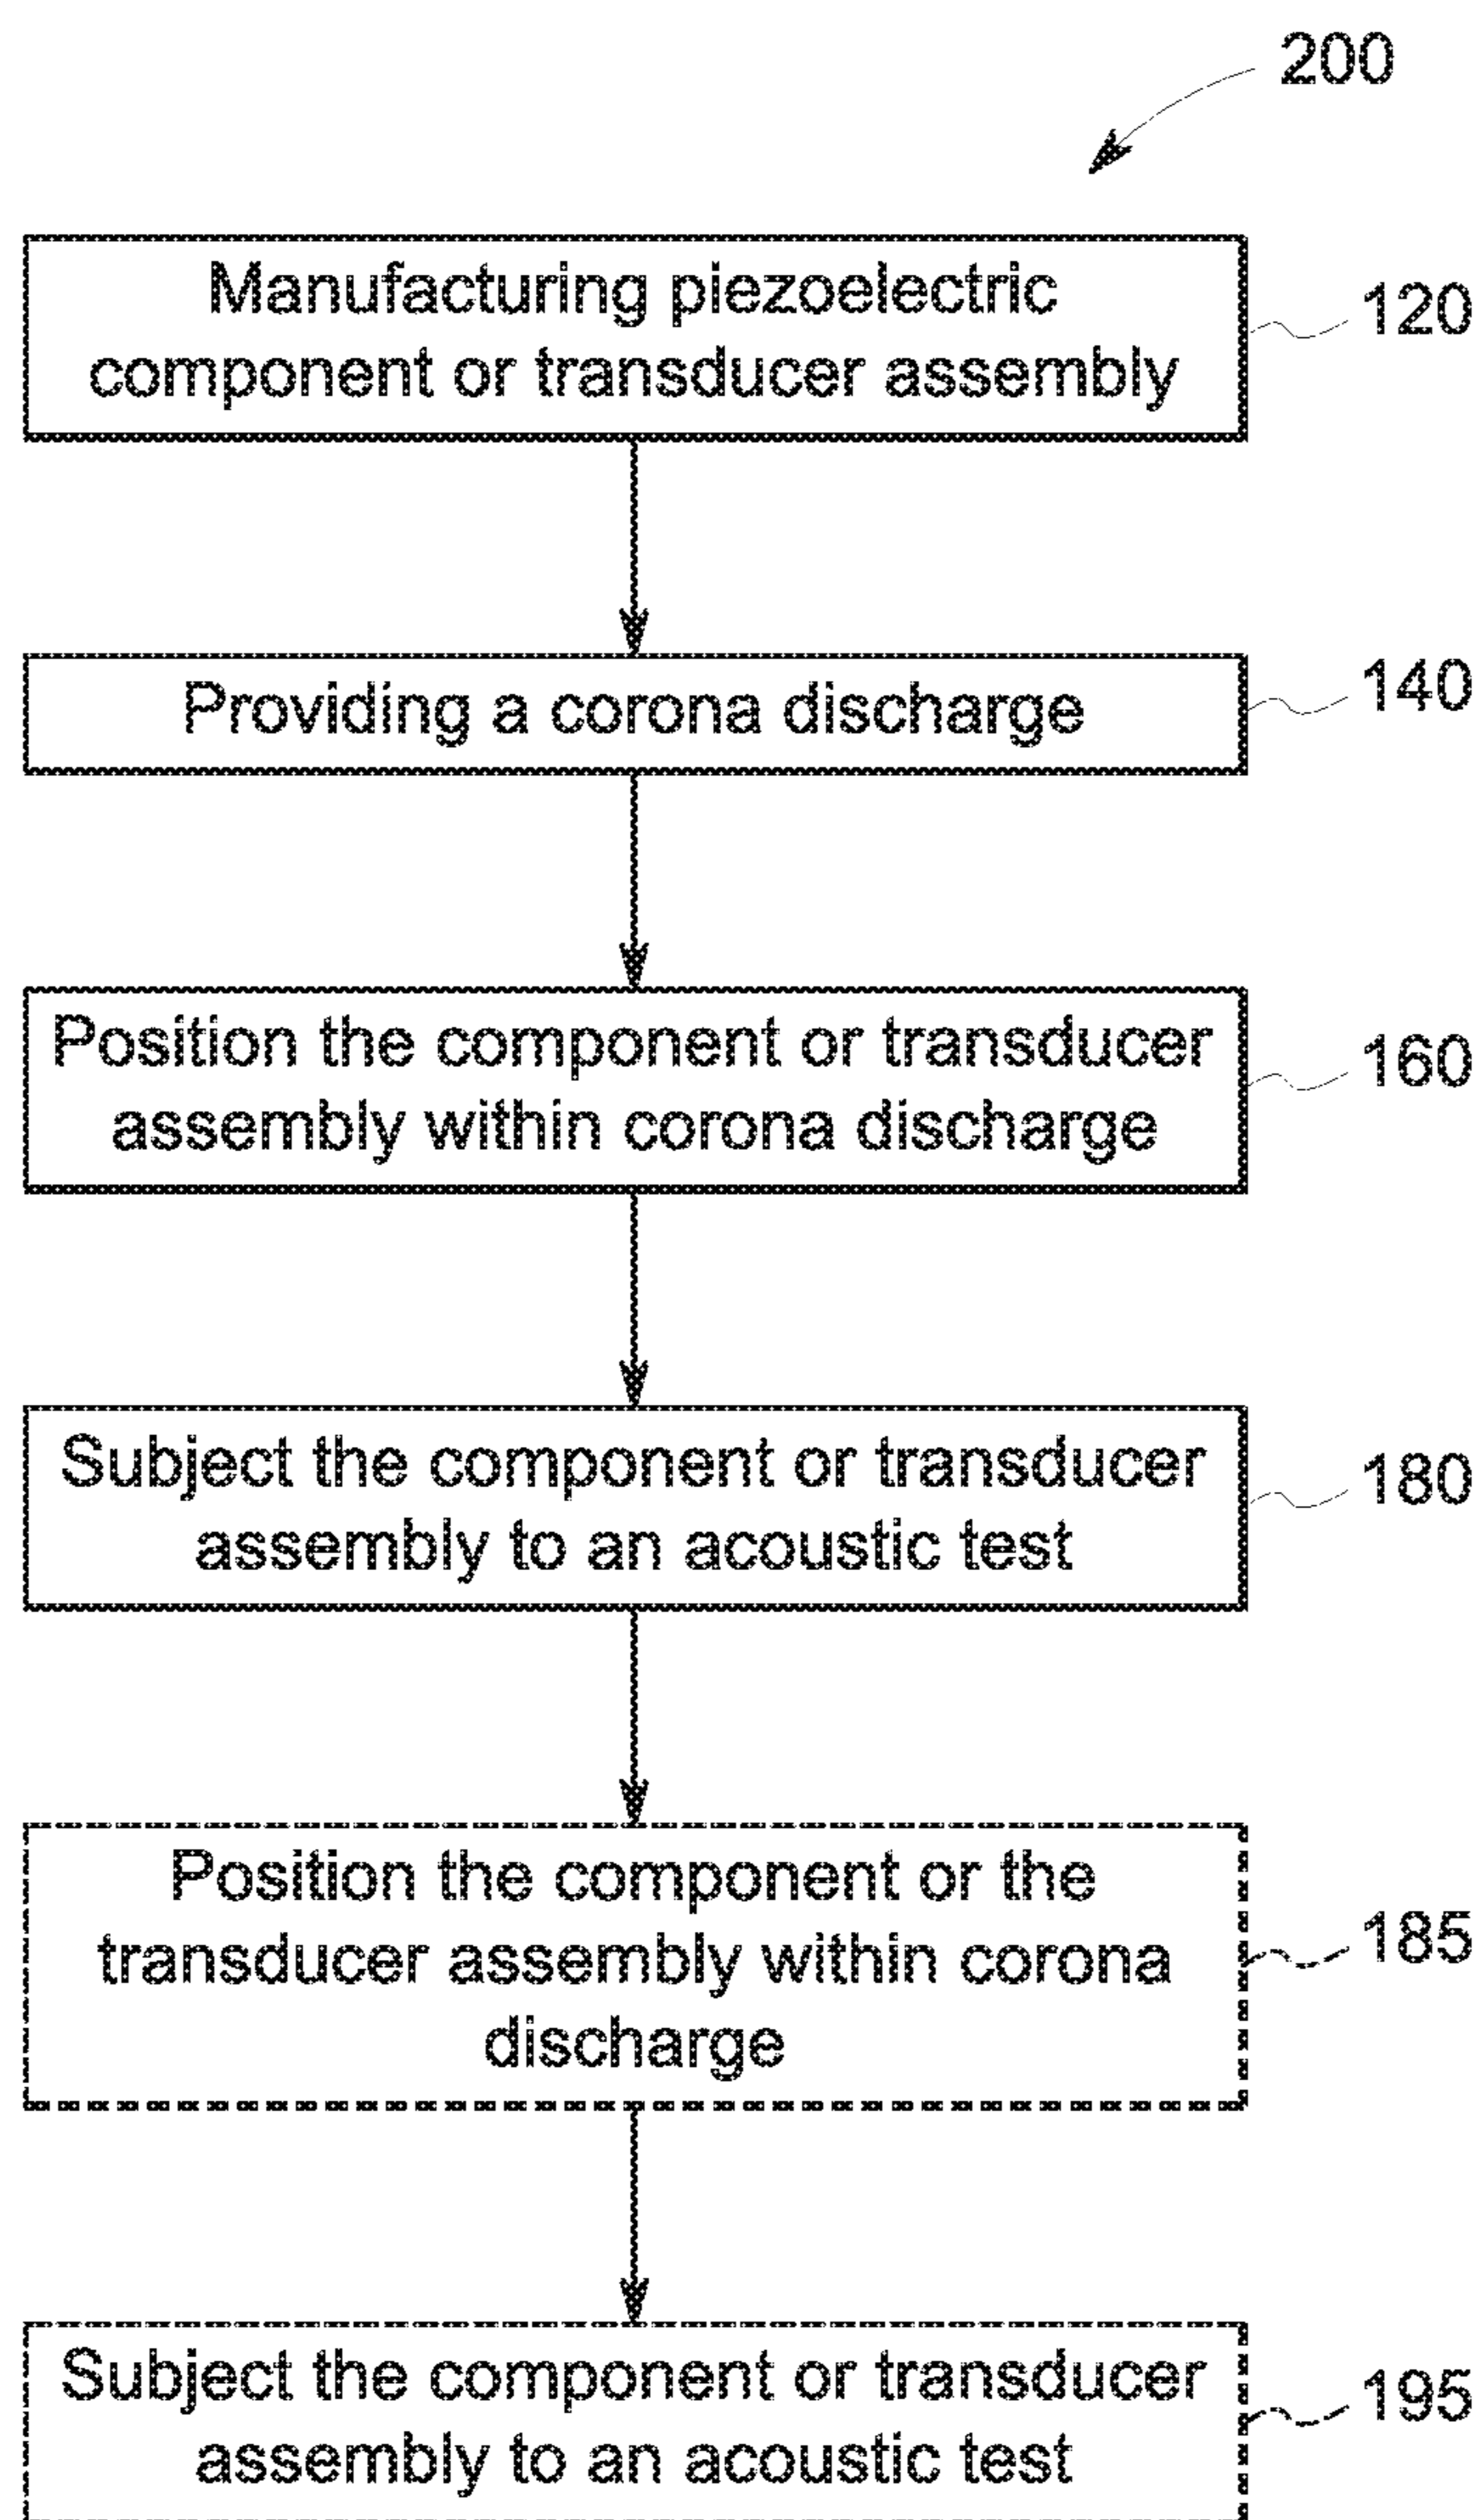 200
Manufacturing piezoelectric
component or transducer assembly
120
Providing a corona discharge
140
Position the component or transducer
assembly within corona discharge
160
Subject the component or transducer
assembly to an acoustic test
180
Position the component or the
transducer assembly within corona
discharge
185
Subject the component or transducer
assembly to an acoustic test
195